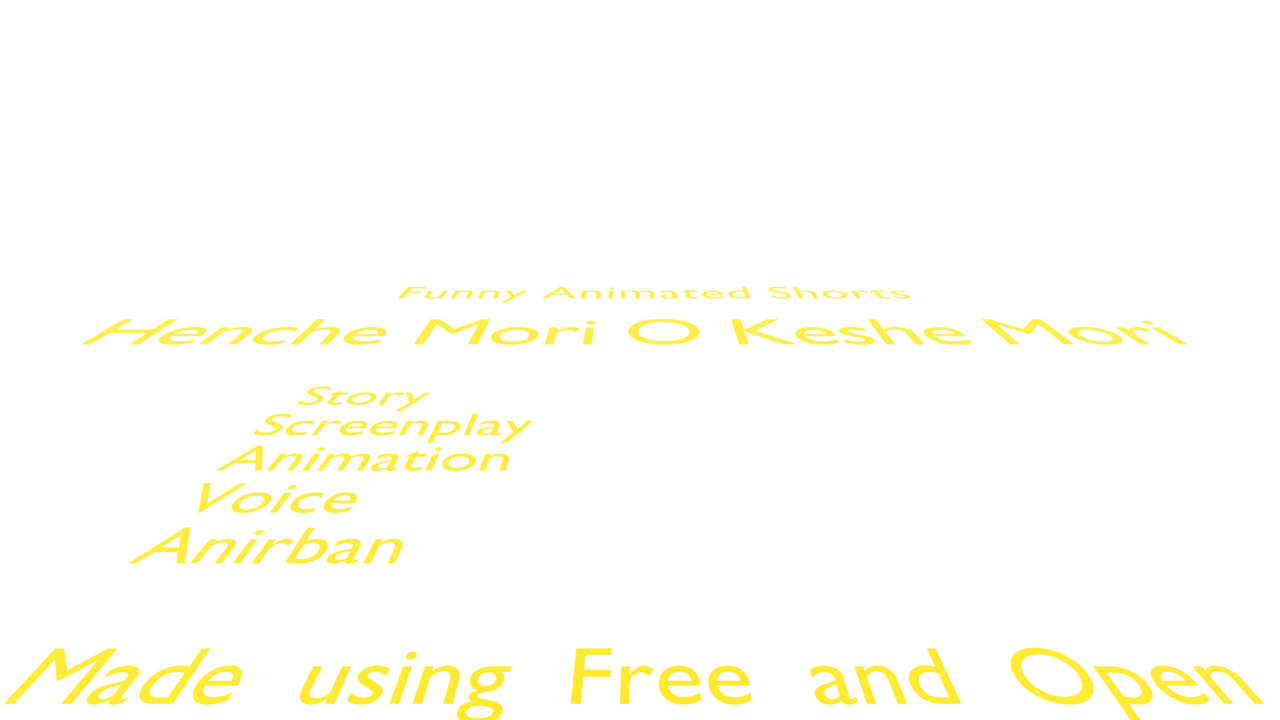 Funny Animated Shorts
Henche Mori O Keshe Mori
Story
Screenplay
Animation
Voice
Anirban
Made using Free and Open